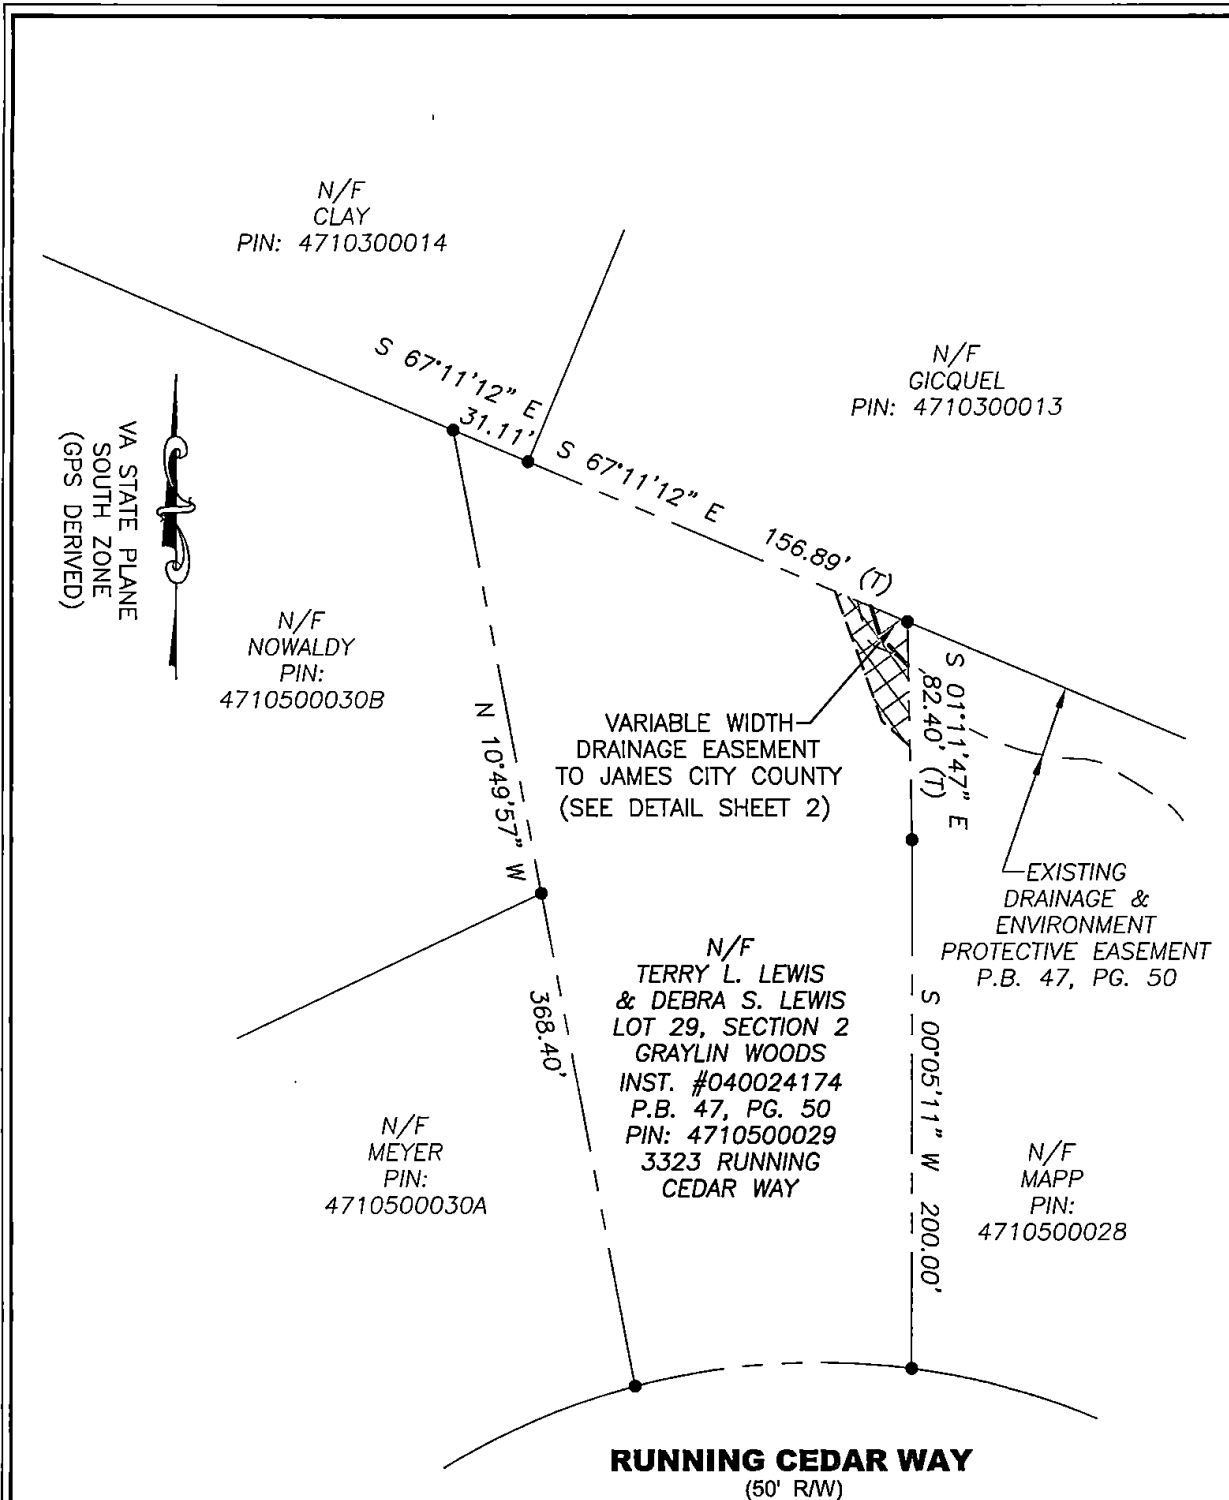 N/F
CLAY
PIN: 4710300014
S 67°11'12" E
31.11'
N/F
GICQUEL
PIN: 4710300013
S 67°11'12" E
156.89' (T)
VA STATE PLANE
SOUTH ZONE
(GPS DERIVED)
N/F
NOWALDY
PIN:
4710500030B
N 10°49'57" W
368.40'
VARIABLE WIDTH
DRAINAGE EASEMENT
TO JAMES CITY COUNTY
(SEE DETAIL SHEET 2)
S 01°11'47" E
82.40' (T)
EXISTING
DRAINAGE &
ENVIRONMENT
PROTECTIVE EASEMENT
P.B. 47, PG. 50
N/F
TERRY L. LEWIS
& DEBRA S. LEWIS
LOT 29, SECTION 2
GRAYLIN WOODS
INST. #040024174
P.B. 47, PG. 50
PIN: 4710500029
3323 RUNNING
CEDAR WAY
S 00°05'11" W 200.00'
N/F
MEYER
PIN:
4710500030A
N/F
MAPP
PIN:
4710500028
RUNNING CEDAR WAY
(50' R/W)